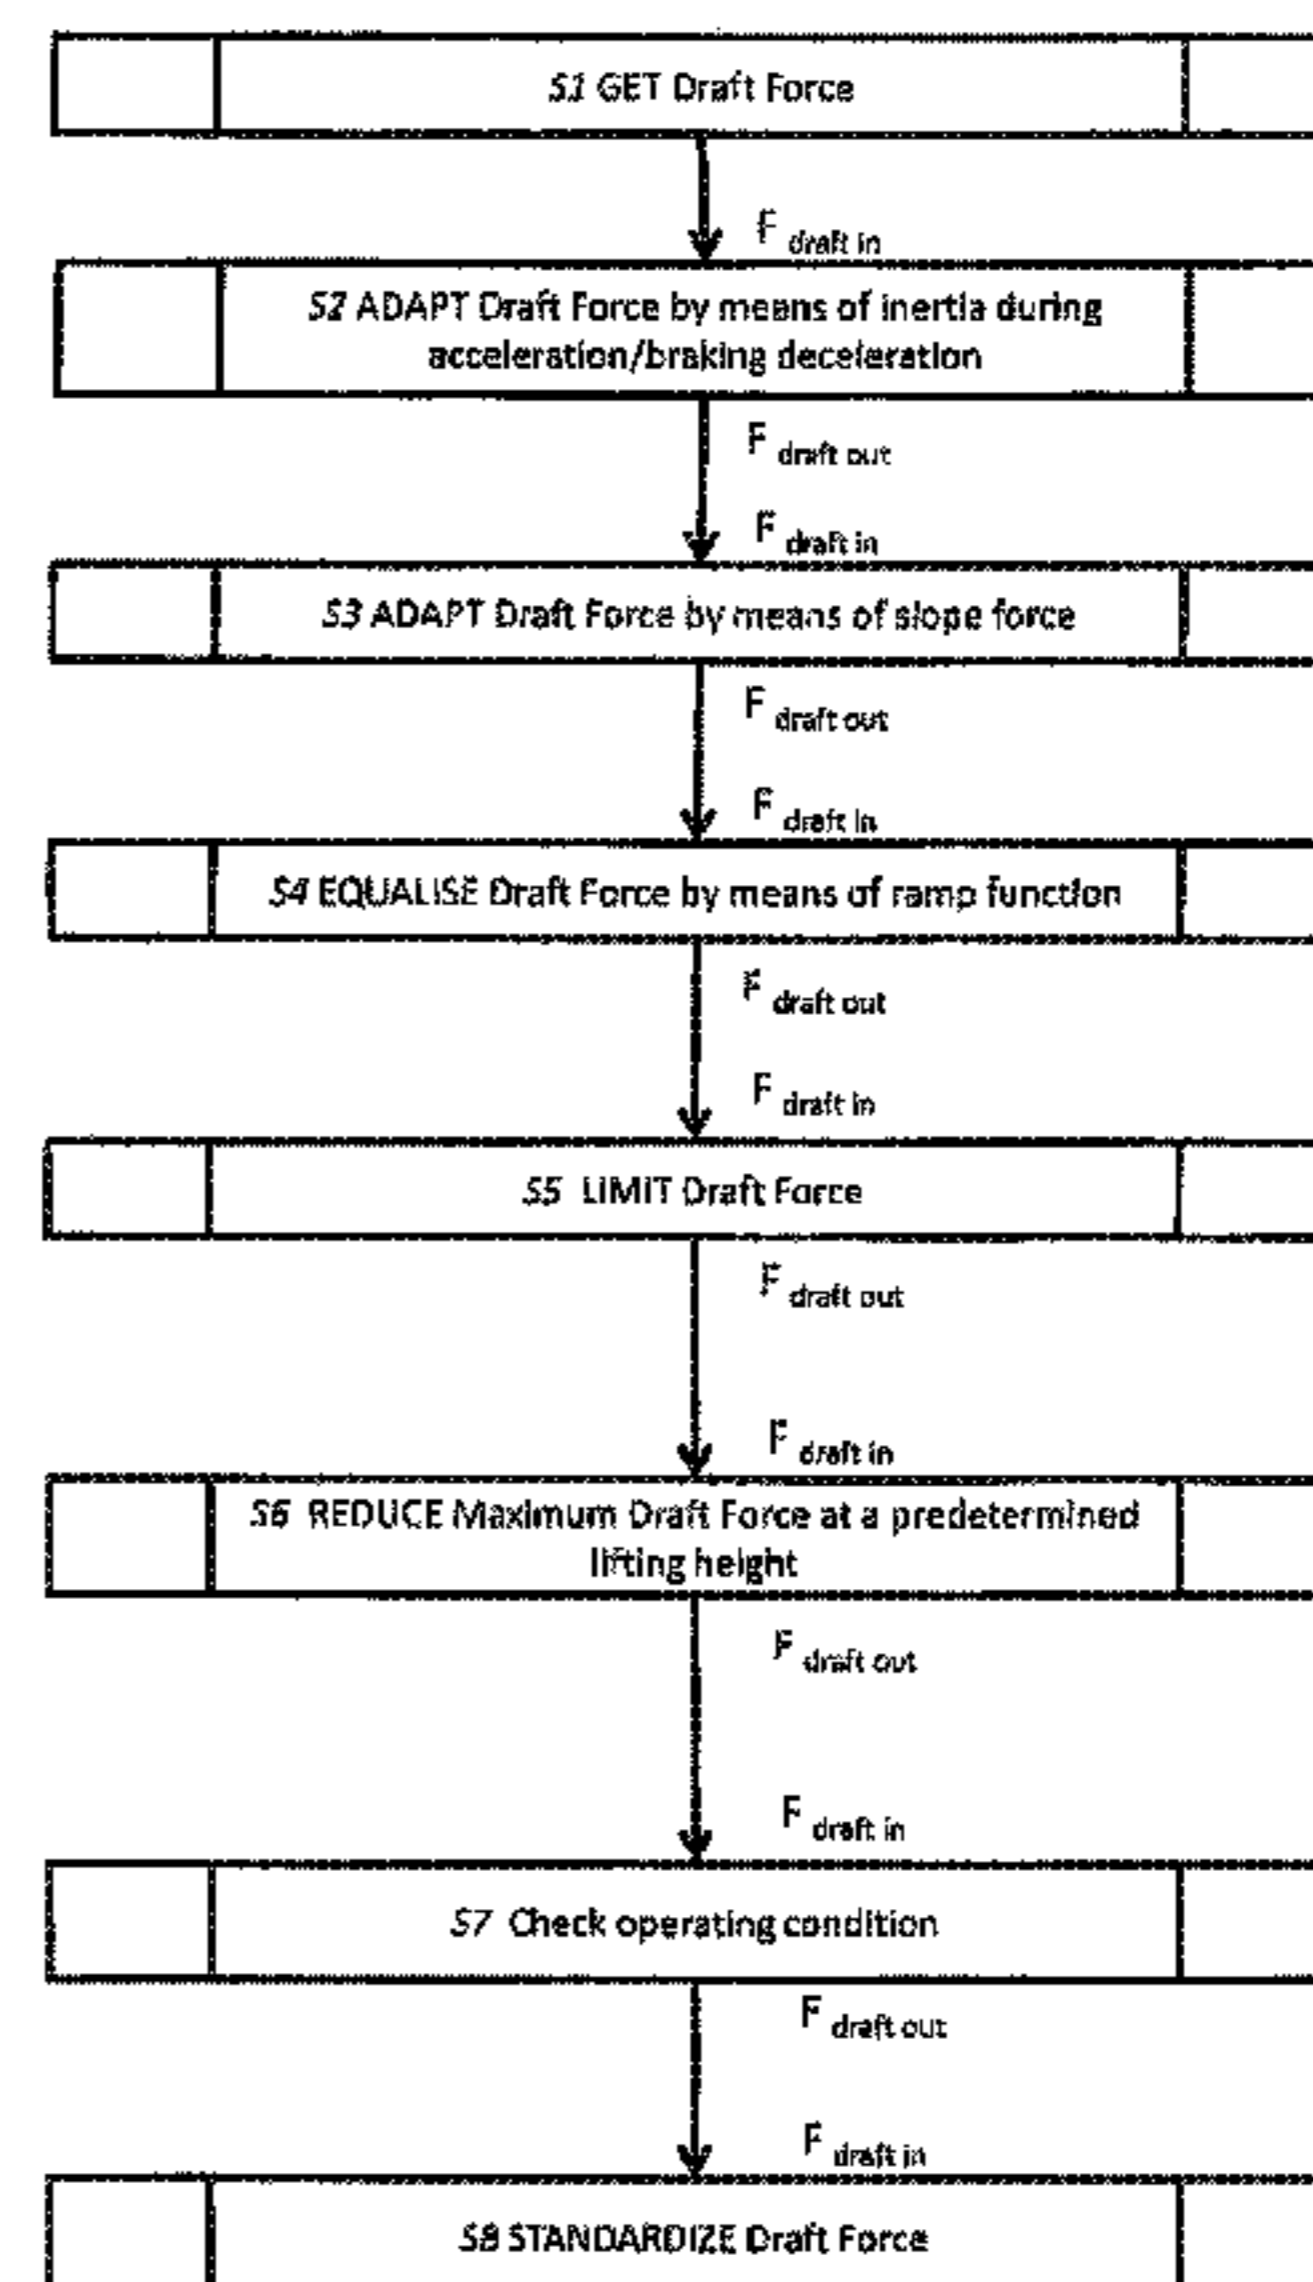 S1 GET Draft Force
F draft in
S2 ADAPT Draft Force by means of inertia during
acceleration/braking deceleration
F draft out
F draft in
S3 ADAPT Draft Force by means of slope force
F draft out
F draft in
S4 EQUALISE Draft Force by means of ramp function
F draft out
F draft in
S5 LIMIT Draft Force
F draft out
F draft in
S6 REDUCE Maximum Draft Force at a predetermined
lifting height
F draft out
F draft in
S7 Check operating condition
F draft out
F draft in
S8 STANDARDIZE Draft Force